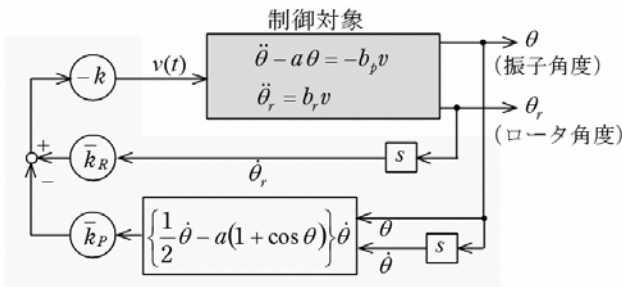 制御対象
θ̈ − aθ = −b_p v
θ̈_r = b_r v
−k
v(t)
θ
(振子角度)
θ_r
(ロータ角度)
+
−
k̄_R
s
θ̇_r
k̄_P
{1/2 θ̇ − a(1 + cos θ)} θ̇
θ
θ̇
s